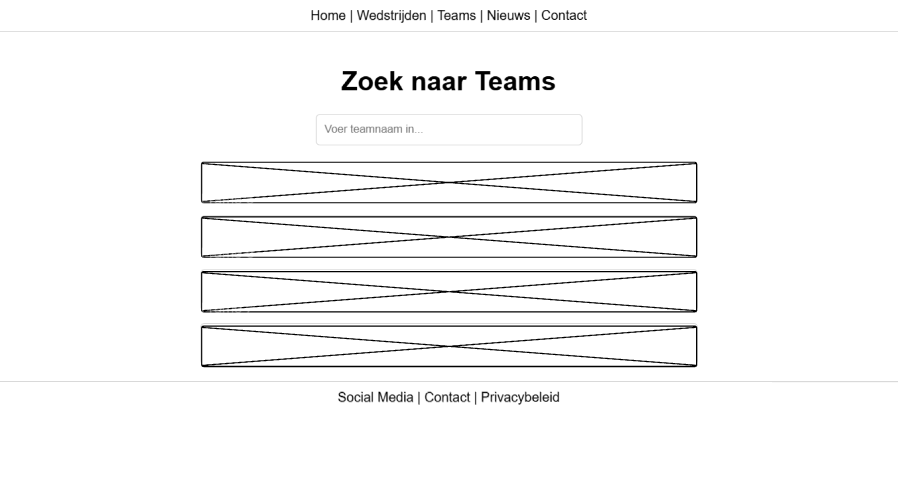 Home | Wedstrijden | Teams | Nieuws | Contact
Zoek naar Teams
Voer teamnaam in...
Social Media | Contact | Privacybeleid